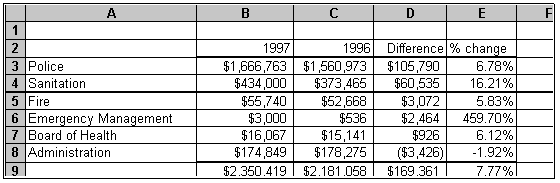 A B C D E F
1
2 1997 1996 Difference % change
3 Police $1,666,763 $1,560,973 $105,790 6.78%
4 Sanitation $434,000 $373,465 $60,535 16.21%
5 Fire $55,740 $52,668 $3,072 5.83%
6 Emergency Management $3,000 $536 $2,464 459.70%
7 Board of Health $16,067 $15,141 $926 6.12%
8 Administration $174,849 $178,275 ($3,426) -1.92%
9 $2,350,419 $2,181,058 $169,361 7.77%